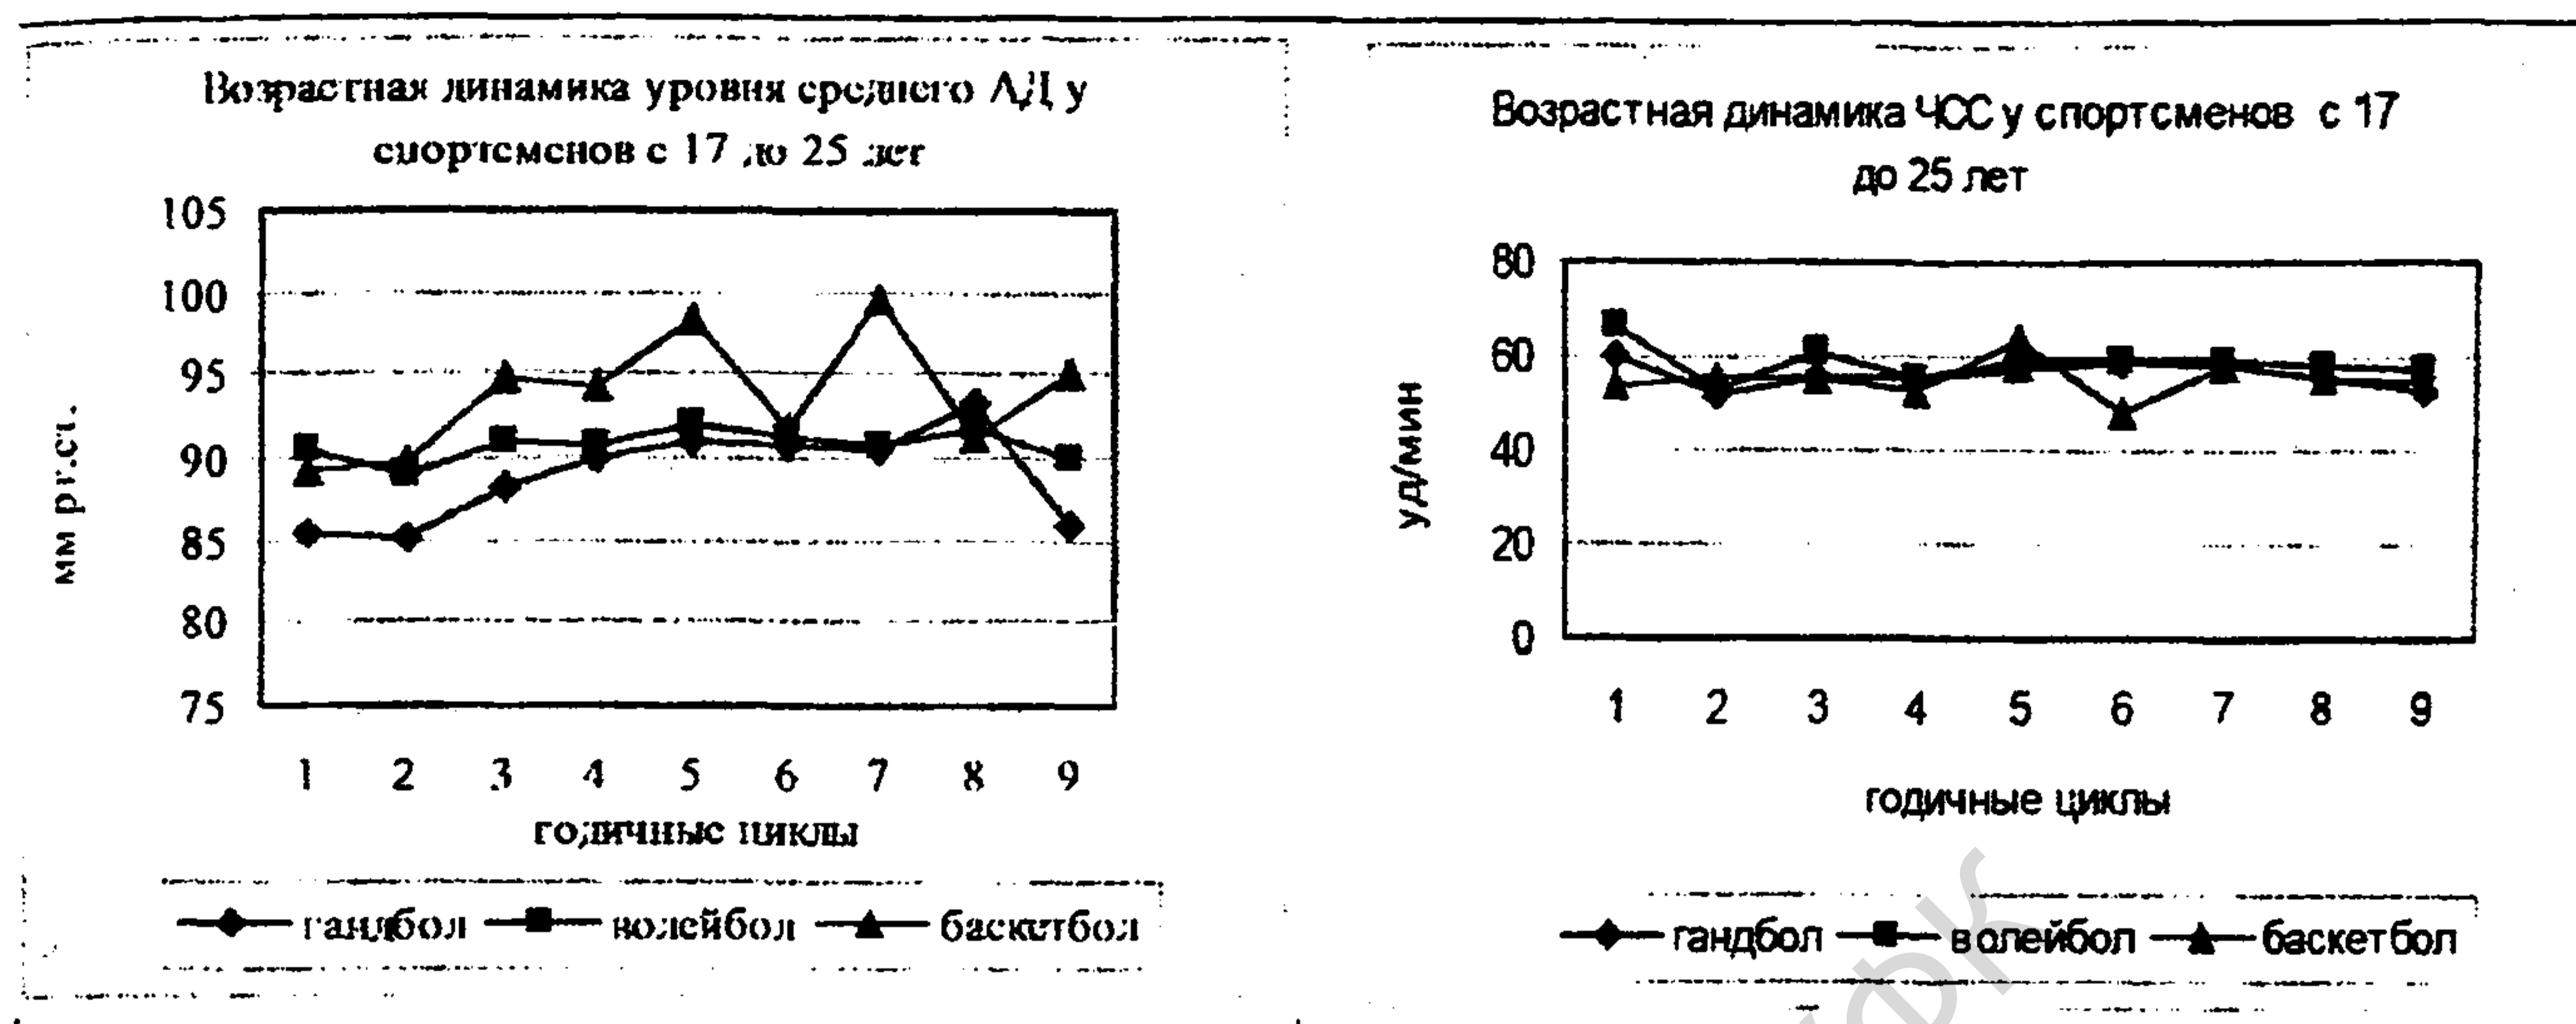 Возрастная динамика уровня среднего АД у
спортсменов с 17 до 25 лет
105
100
95
90
85
80
75
мм рт.ст.
1 2 3 4 5 6 7 8 9
годичные циклы
гандбол волейбол баскетбол
Возрастная динамика ЧСС у спортсменов с 17
до 25 лет
80
60
40
20
0
уд/мин
1 2 3 4 5 6 7 8 9
годичные циклы
гандбол волейбол баскетбол